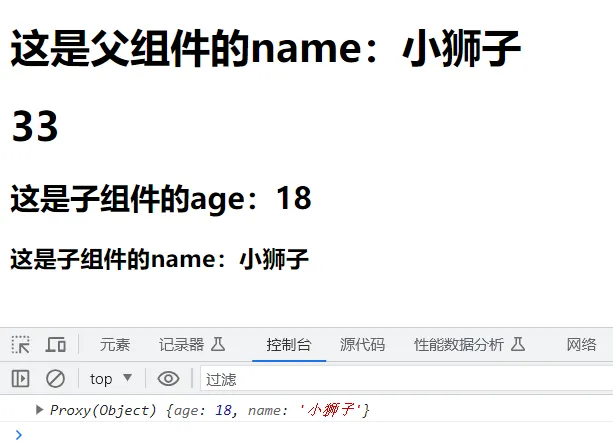 这是父组件的name：小狮子
33
这是子组件的age：18
这是子组件的name：小狮子
元素 记录器 控制台 源代码 性能数据分析 网络
top ▼ 过滤
▶ Proxy(Object) {age: 18, name: '小狮子'}
>